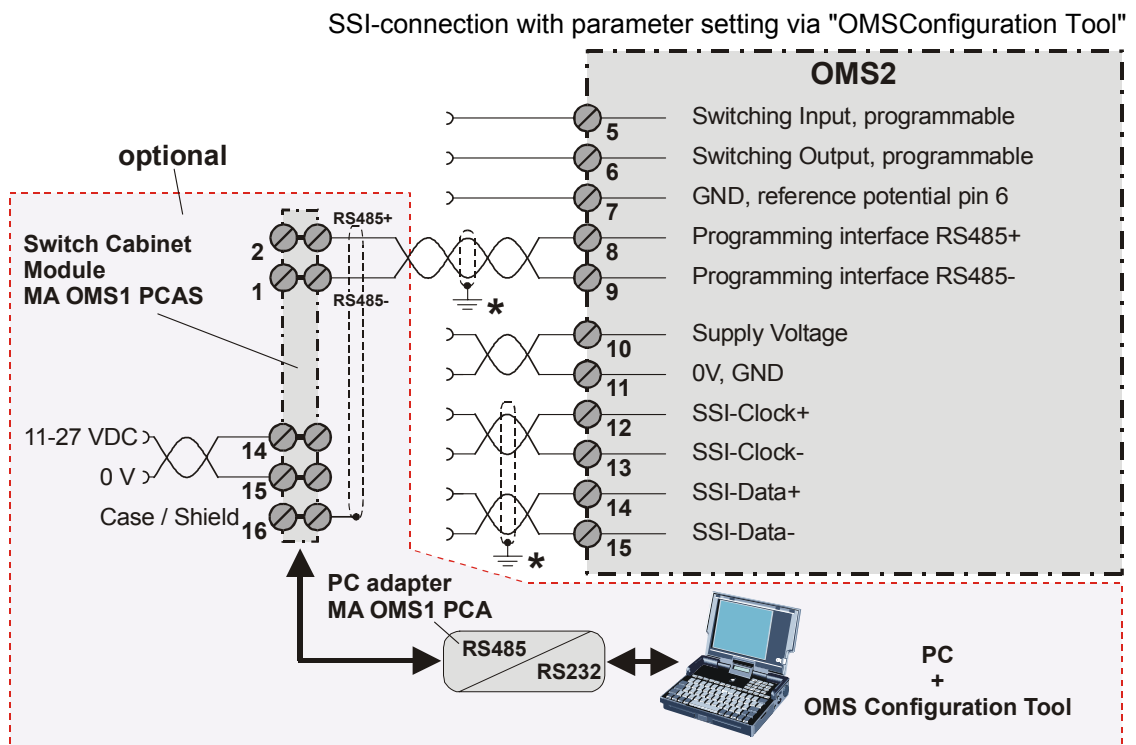 SSI-connection with parameter setting via "OMSConfiguration Tool"
OMS2
5
Switching Input, programmable
6
Switching Output, programmable
7
GND, reference potential pin 6
8
Programming interface RS485+
9
Programming interface RS485-
10
Supply Voltage
11
0V, GND
12
SSI-Clock+
13
SSI-Clock-
14
SSI-Data+
15
SSI-Data-
*
*
optional
Switch Cabinet
Module
MA OMS1 PCAS
RS485+
2
1
RS485-
11-27 VDC
14
0 V
15
Case / Shield
16
PC adapter
MA OMS1 PCA
RS485
RS232
PC
+
OMS Configuration Tool